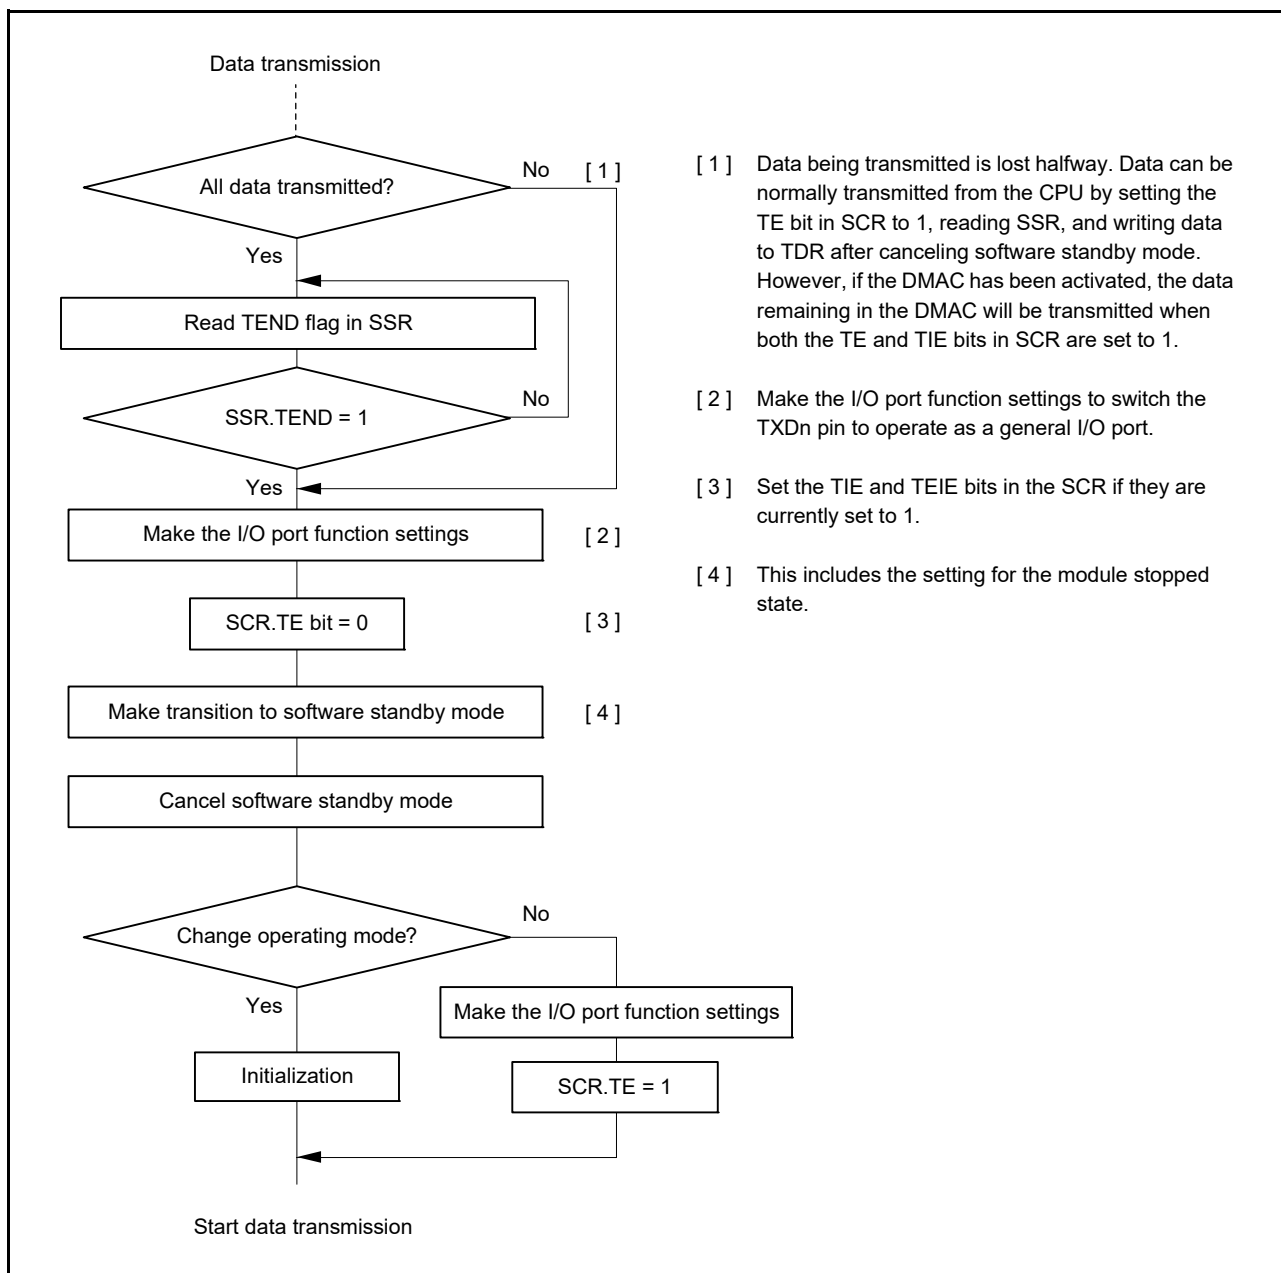 Data transmission
All data transmitted?
No
[ 1 ]
Yes
Read TEND flag in SSR
SSR.TEND = 1
No
Yes
Make the I/O port function settings
[ 2 ]
SCR.TE bit = 0
[ 3 ]
Make transition to software standby mode
[ 4 ]
Cancel software standby mode
Change operating mode?
No
Yes
Make the I/O port function settings
Initialization
SCR.TE = 1
Start data transmission
[ 1 ] Data being transmitted is lost halfway. Data can be
normally transmitted from the CPU by setting the
TE bit in SCR to 1, reading SSR, and writing data
to TDR after canceling software standby mode.
However, if the DMAC has been activated, the data
remaining in the DMAC will be transmitted when
both the TE and TIE bits in SCR are set to 1.
[ 2 ] Make the I/O port function settings to switch the
TXDn pin to operate as a general I/O port.
[ 3 ] Set the TIE and TEIE bits in the SCR if they are
currently set to 1.
[ 4 ] This includes the setting for the module stopped
state.